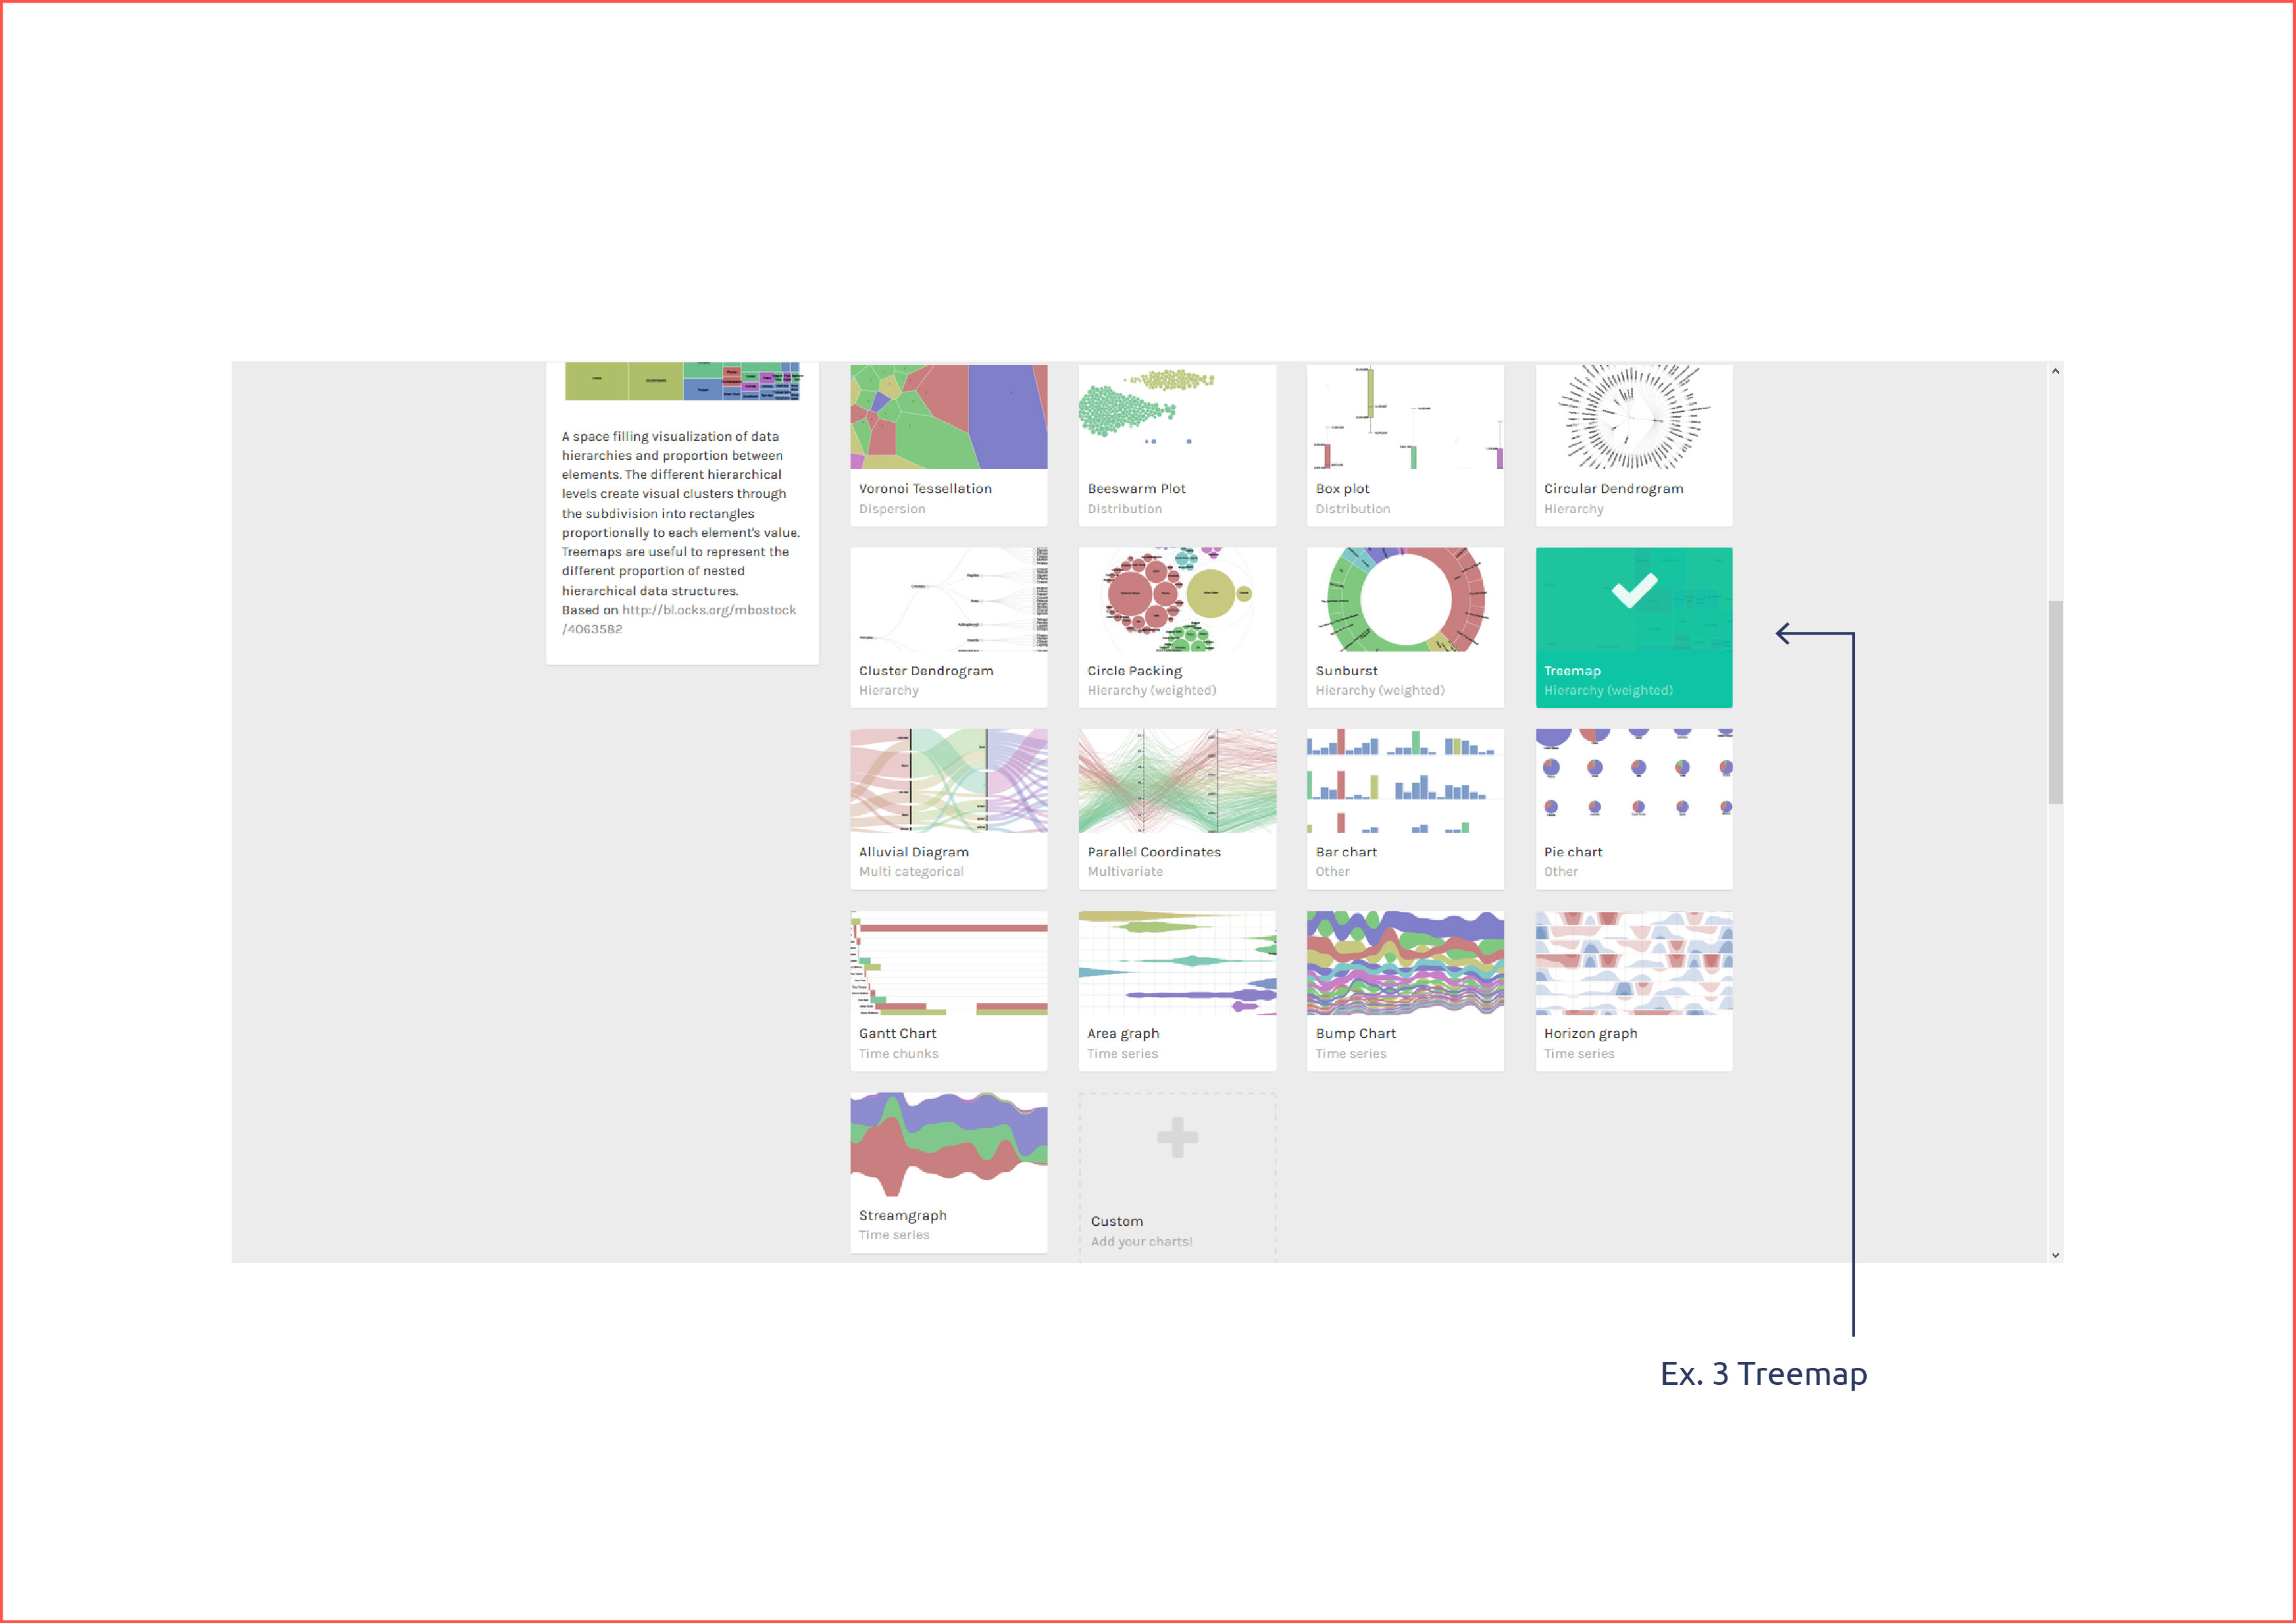 A space filling visualization of data
hierarchies and proportion between
elements. The different hierarchical
levels create visual clusters through
the subdivision into rectangles
proportionally to each element's value.
Treemaps are useful to represent the
different proportion of nested
hierarchical data structures.
Based on http://bl.ocks.org/mbostock
/4063582
Voronoi Tessellation
Dispersion
Beeswarm Plot
Distribution
Box plot
Distribution
Circular Dendrogram
Hierarchy
Cluster Dendrogram
Hierarchy
Circle Packing
Hierarchy (weighted)
Sunburst
Hierarchy (weighted)
Treemap
Hierarchy (weighted)
Alluvial Diagram
Multi categorical
Parallel Coordinates
Multivariate
Bar chart
Other
Pie chart
Other
Gantt Chart
Time chunks
Area graph
Time series
Bump Chart
Time series
Horizon graph
Time series
Streamgraph
Time series
Custom
Add your charts!
Ex. 3 Treemap